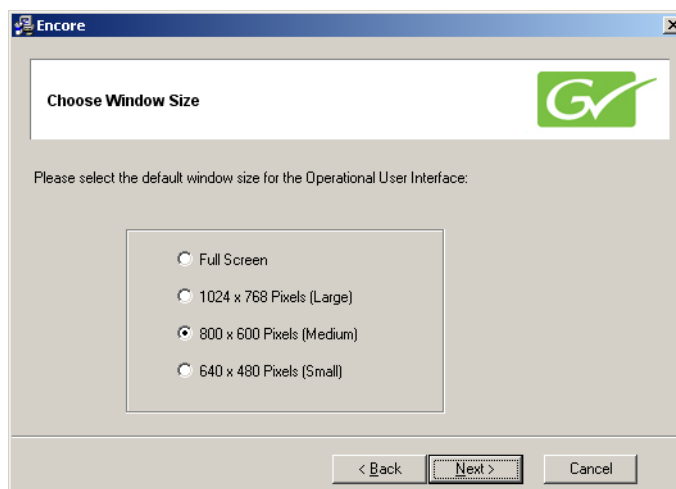 Encore
Choose Window Size
GV
Please select the default window size for the Operational User Interface:
Full Screen
1024 x 768 Pixels (Large)
800 x 600 Pixels (Medium)
640 x 480 Pixels (Small)
< Back Next > Cancel